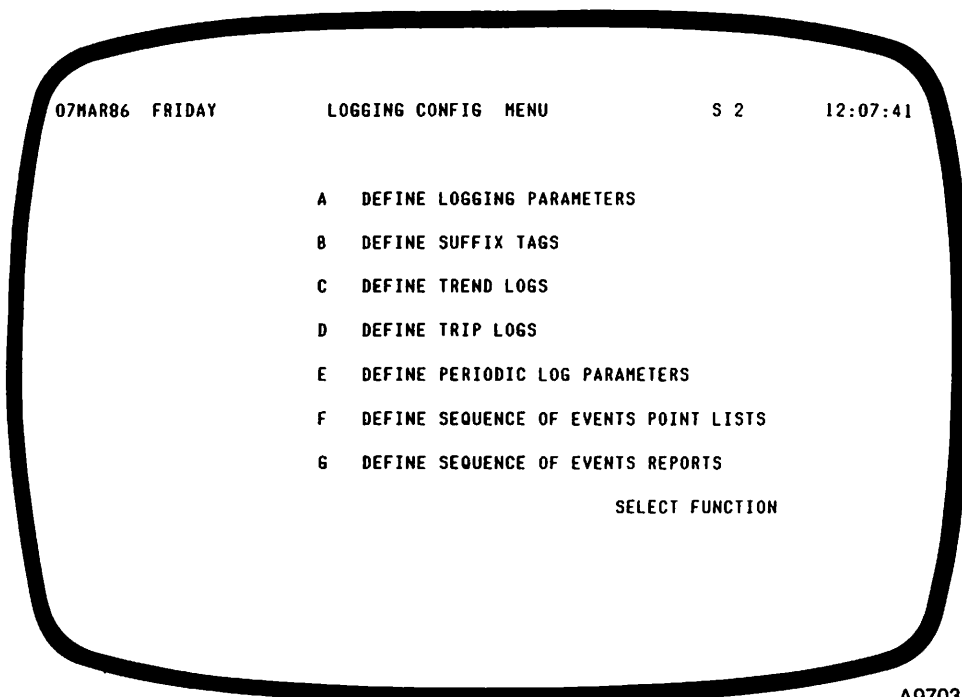 07MAR86 FRIDAY LOGGING CONFIG MENU S 2 12:07:41
A DEFINE LOGGING PARAMETERS
B DEFINE SUFFIX TAGS
C DEFINE TREND LOGS
D DEFINE TRIP LOGS
E DEFINE PERIODIC LOG PARAMETERS
F DEFINE SEQUENCE OF EVENTS POINT LISTS
G DEFINE SEQUENCE OF EVENTS REPORTS
SELECT FUNCTION
A9703